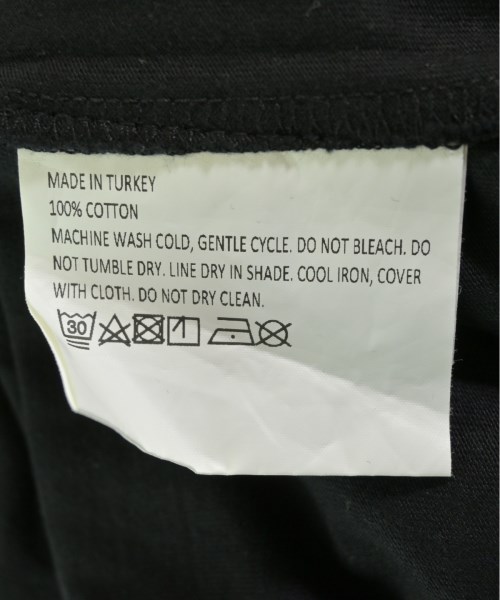 MADE IN TURKEY
100% COTTON
MACHINE WASH COLD, GENTLE CYCLE. DO NOT BLEACH. DO
NOT TUMBLE DRY. LINE DRY IN SHADE. COOL IRON, COVER
WITH CLOTH. DO NOT DRY CLEAN.
30